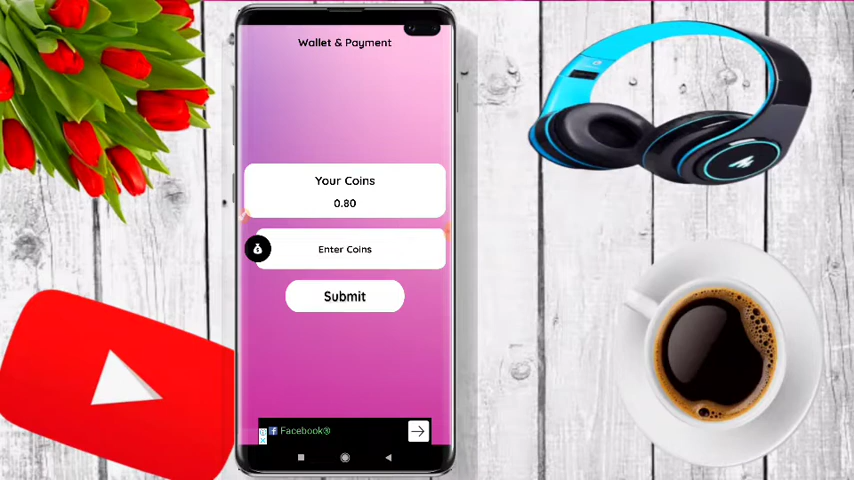 Wallet & Payment
Your Coins
0.80
Enter Coins
Submit
Facebook®